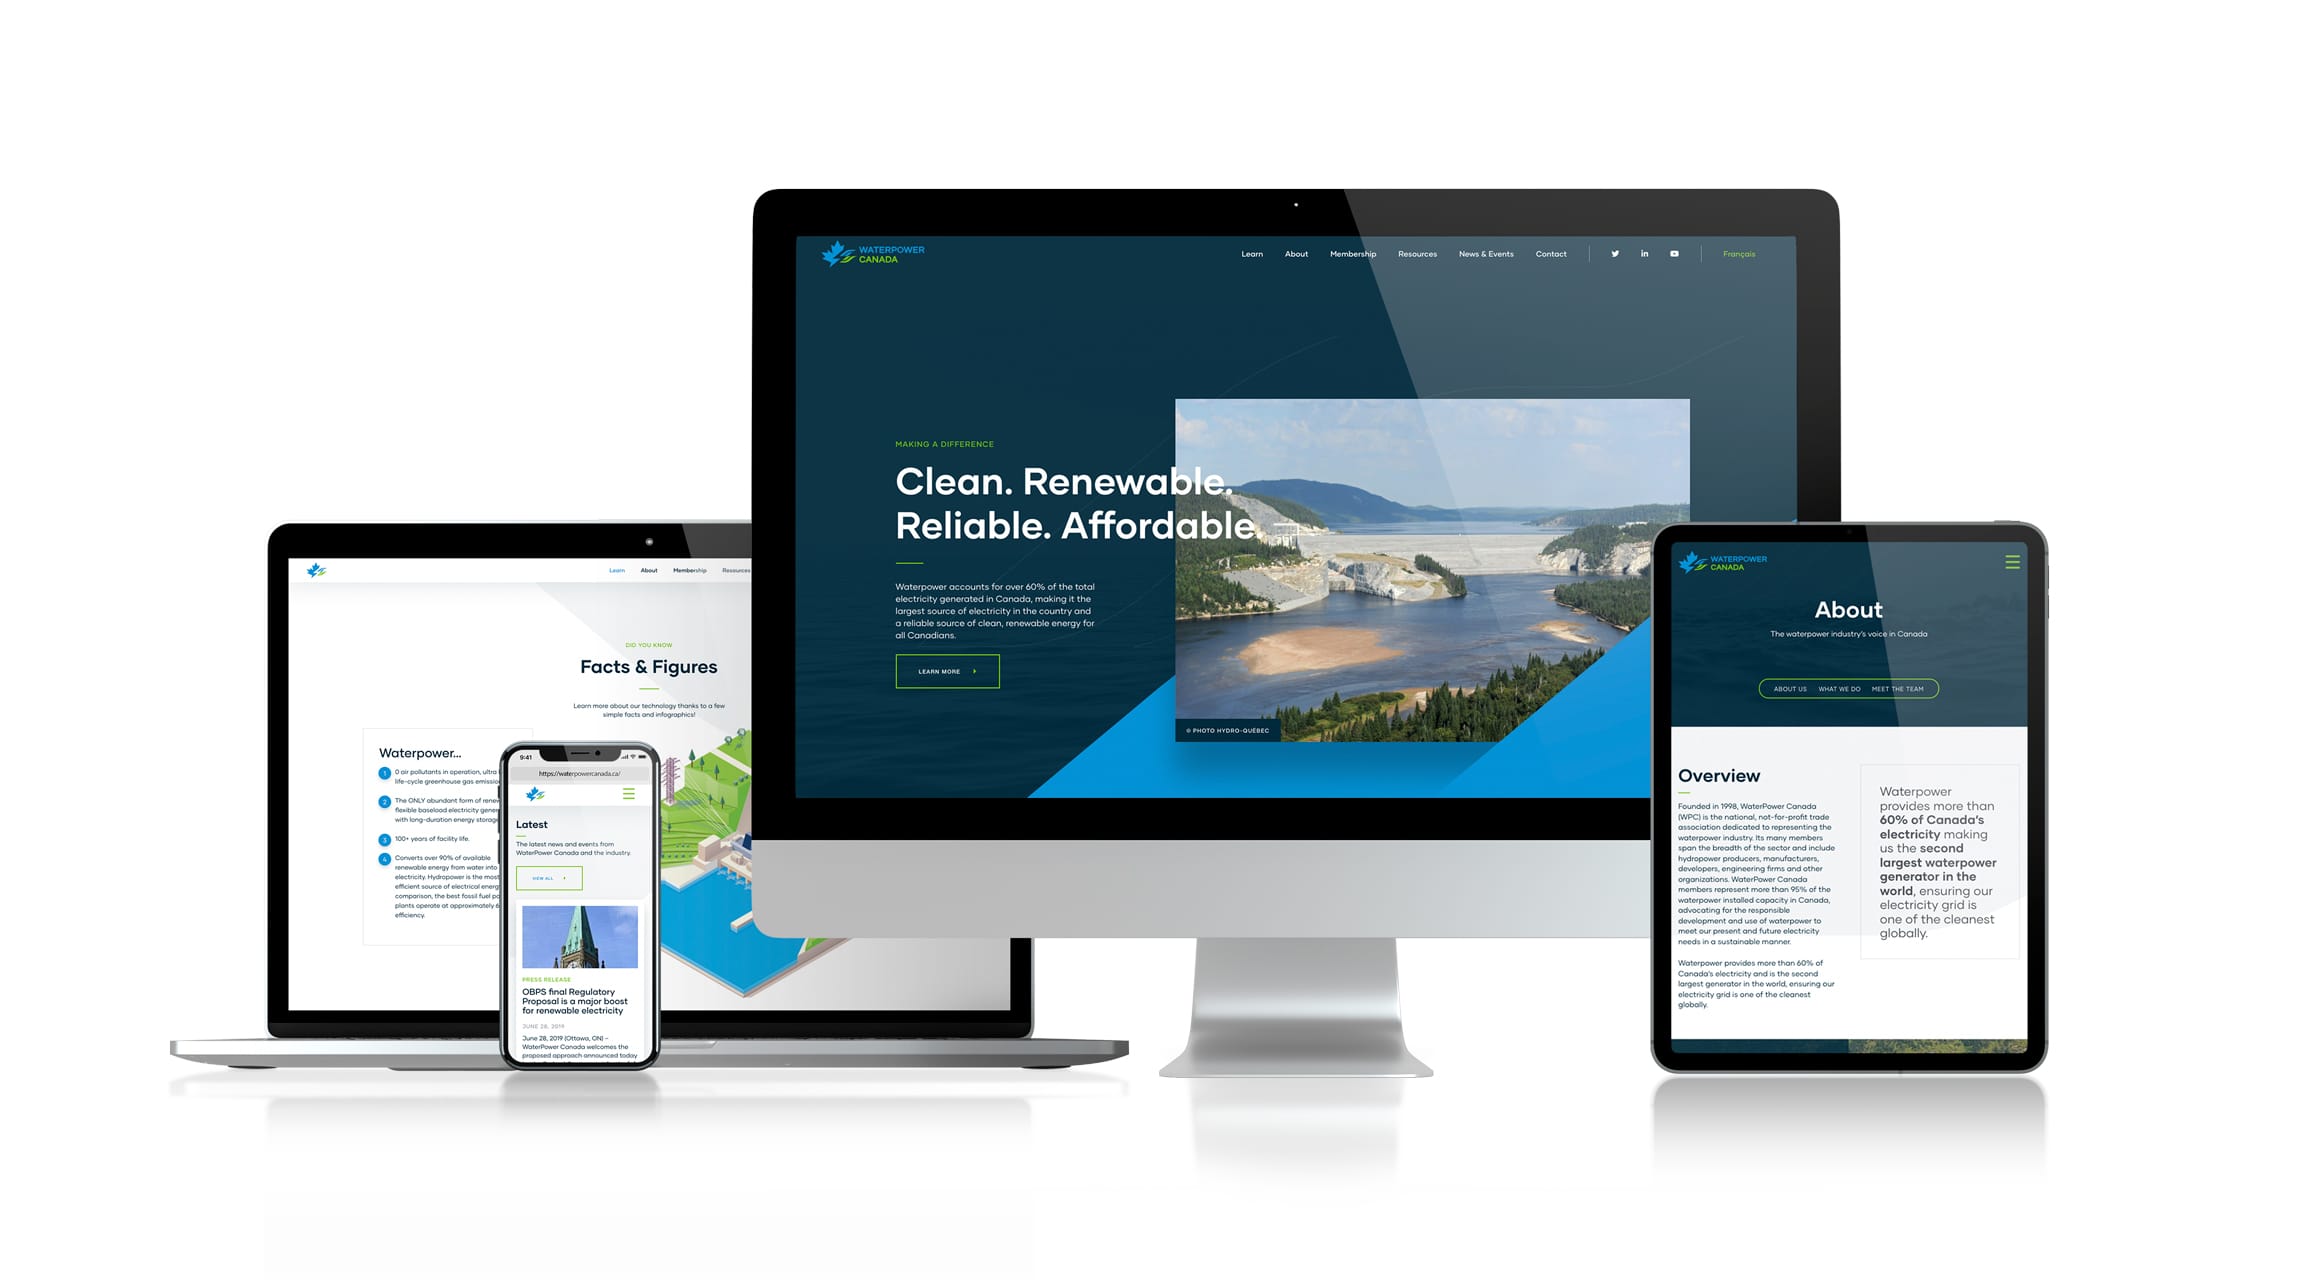 WATERPOWER
CANADA
Learn About Membership Resources News & Events Contact Français
MAKING A DIFFERENCE
Clean. Renewable.
Reliable. Affordable.
Waterpower accounts for over 60% of the total
electricity generated in Canada, making it the
largest source of electricity in the country and
a reliable source of clean, renewable energy for
all Canadians.
LEARN MORE
© PHOTO HYDRO-QUÉBEC
Learn About Membership Resources
DID YOU KNOW
Facts & Figures
Learn more about our technology thanks to a few
simple facts and infographics!
Waterpower...
1 0 air pollutants in operation, ultra
life-cycle greenhouse gas
2 The ONLY abundant form of
flexible baseload electricity
with long-duration energy
3 100+ years of facility life.
4 Converts over 90% of available
renewable energy from water into
electricity. Hydropower is the most
efficient source of electrical
comparison, the best fossil fuel
plants operate at approximately
efficiency.
9:41
https://waterpowercanada.ca/
Latest
The latest news and events from
WaterPower Canada and the industry.
VIEW ALL
PRESS RELEASE
OBPS final Regulatory
Proposal is a major boost
for renewable electricity
JUNE 28, 2019
June 28, 2019 (Ottawa, ON) –
WaterPower Canada welcomes the
proposed approach announced today
WATERPOWER
CANADA
About
The waterpower industry's voice in Canada
ABOUT US WHAT WE DO MEET THE TEAM
Overview
Founded in 1998, WaterPower Canada
(WPC) is the national, not-for-profit trade
association dedicated to representing the
waterpower industry. Its many members
span the breadth of the sector and include
hydropower producers, manufacturers,
developers, engineering firms and other
organizations. WaterPower Canada
members represent more than 95% of the
waterpower installed capacity in Canada,
advocating for the responsible
development and use of waterpower to
meet our present and future electricity
needs in a sustainable manner.
Waterpower provides more than 60% of
Canada's electricity and is the second
largest generator in the world, ensuring our
electricity grid is one of the cleanest
globally.
Waterpower
provides more than
60% of Canada's
electricity making
us the second
largest waterpower
generator in the
world, ensuring our
electricity grid is
one of the cleanest
globally.